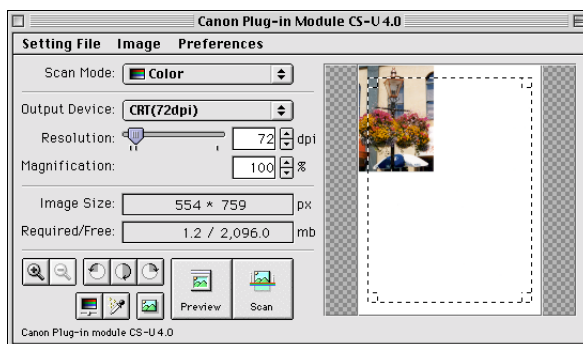 Canon Plug-in Module CS-U 4.0
Setting File Image Preferences
Scan Mode: Color
Output Device: CRT(72dpi)
Resolution: 72 dpi
Magnification: 100 %
Image Size: 554 * 759 px
Required/Free: 1.2 / 2,096.0 mb
Preview Scan
Canon Plug-in module CS-U 4.0